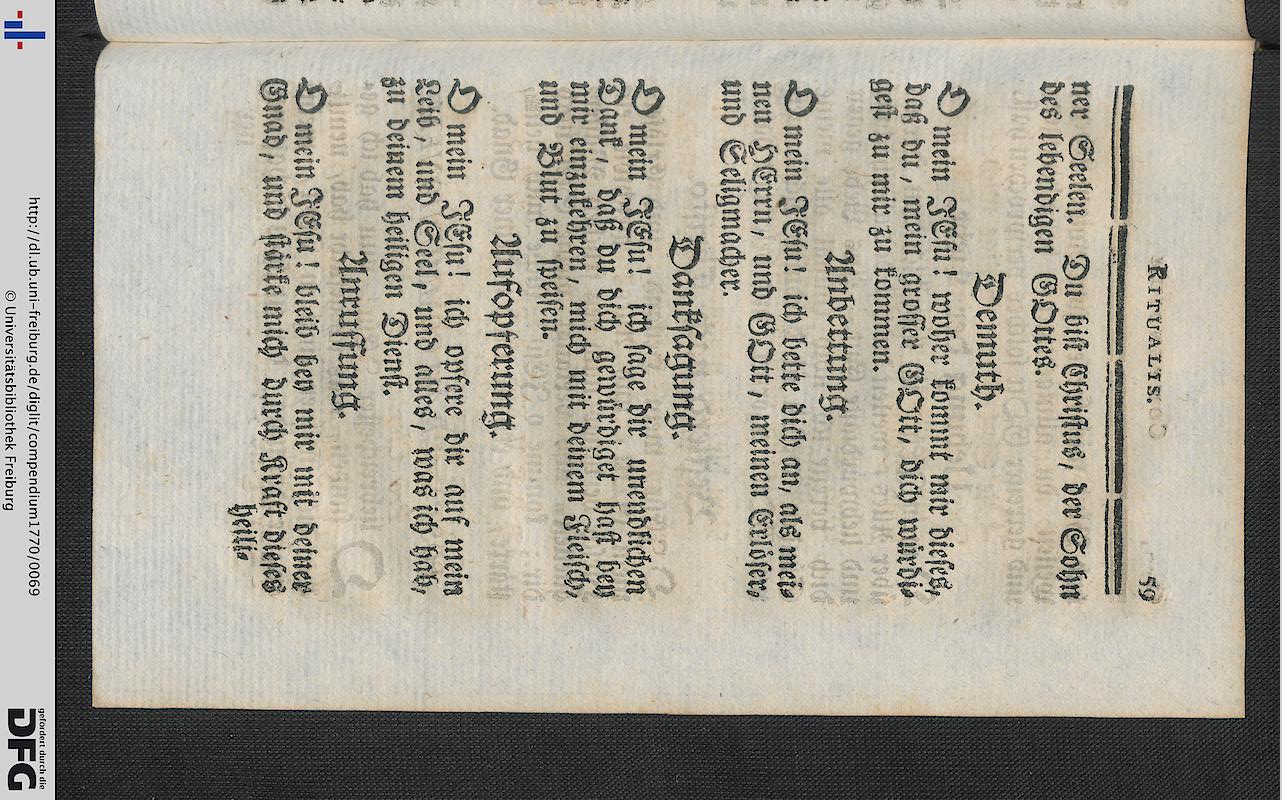 RITUALIS. 59
ner Seelen. Du bist Christus, der Sohn
des lebendigen GOttes.
Demuth.
O mein JEsu! woher kommt mir dieses,
daß du, mein grosser GOtt, dich würdi-
gest zu mir zu kommen.
Anbettung.
O mein JEsu! ich bette dich an, als mei-
nen HErrn, und GOtt, meinen Erlöser,
und Seligmacher.
Danksagung.
O mein JEsu! ich sage dir unendlichen
Dank, daß du dich gewürdiget hast bey
mir einzukehren, mich mit deinem Fleisch,
und Blut zu speisen.
Aufopferung.
O mein JEsu! ich opfere dir auf mein
Leib, und Seel, und alles, was ich hab,
zu deinem heiligen Dienst.
Anruffung.
O mein JEsu! bleib bey mir mit deiner
Gnad, und stärke mich durch Kraft dieses
heili-
http://dl.ub.uni-freiburg.de/diglit/compendium1770/0069
© Universitätsbibliothek Freiburg
gefördert durch die
DFG